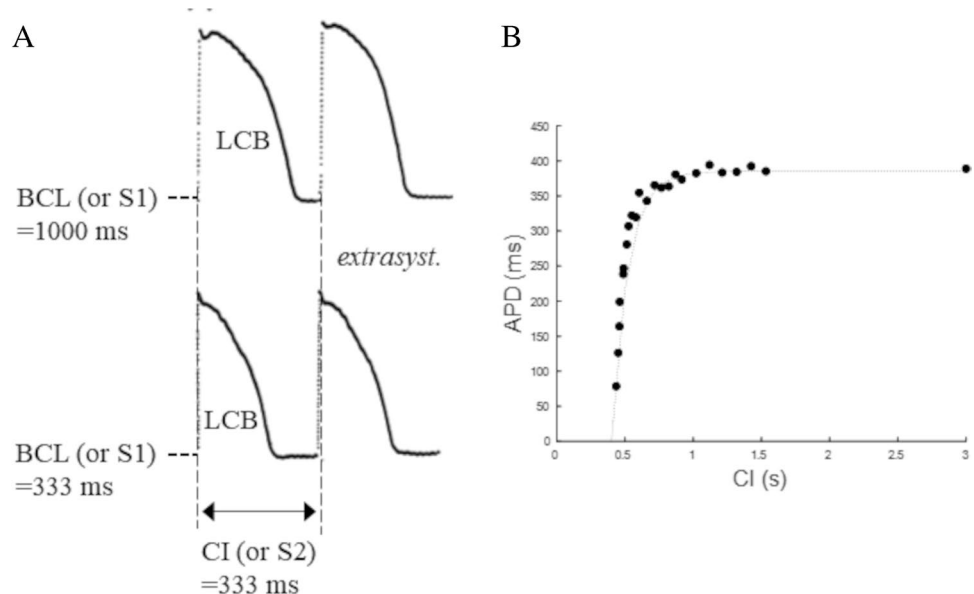 A
LCB
BCL (or S1)
=1000 ms
extrasyst.
LCB
BCL (or S1)
=333 ms
CI (or S2)
=333 ms
B
450
400
350
300
250
200
150
100
50
0
APD (ms)
0 0.5 1 1.5 2 2.5 3
CI (s)